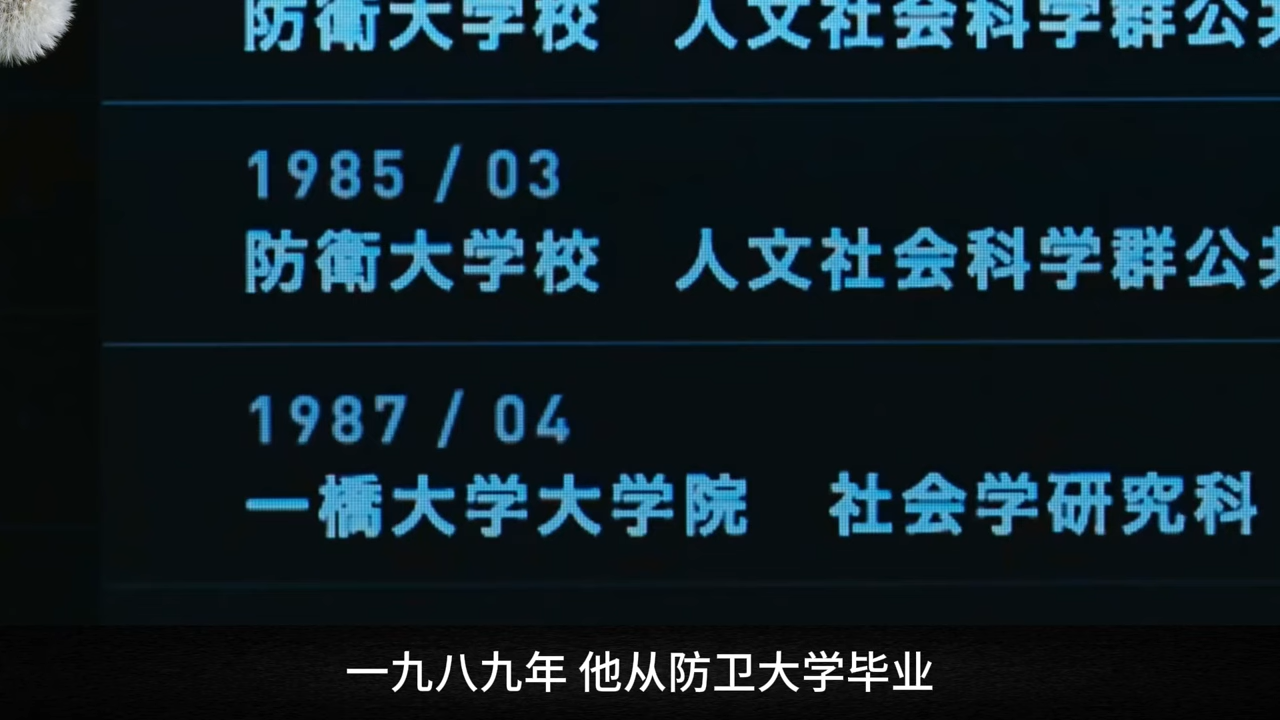 防衛大学校 人文社会科学群公共
1985 / 03
防衛大学校 人文社会科学群公共
1987 / 04
一橋大学大学院 社会学研究科
一九八九年 他从防卫大学毕业